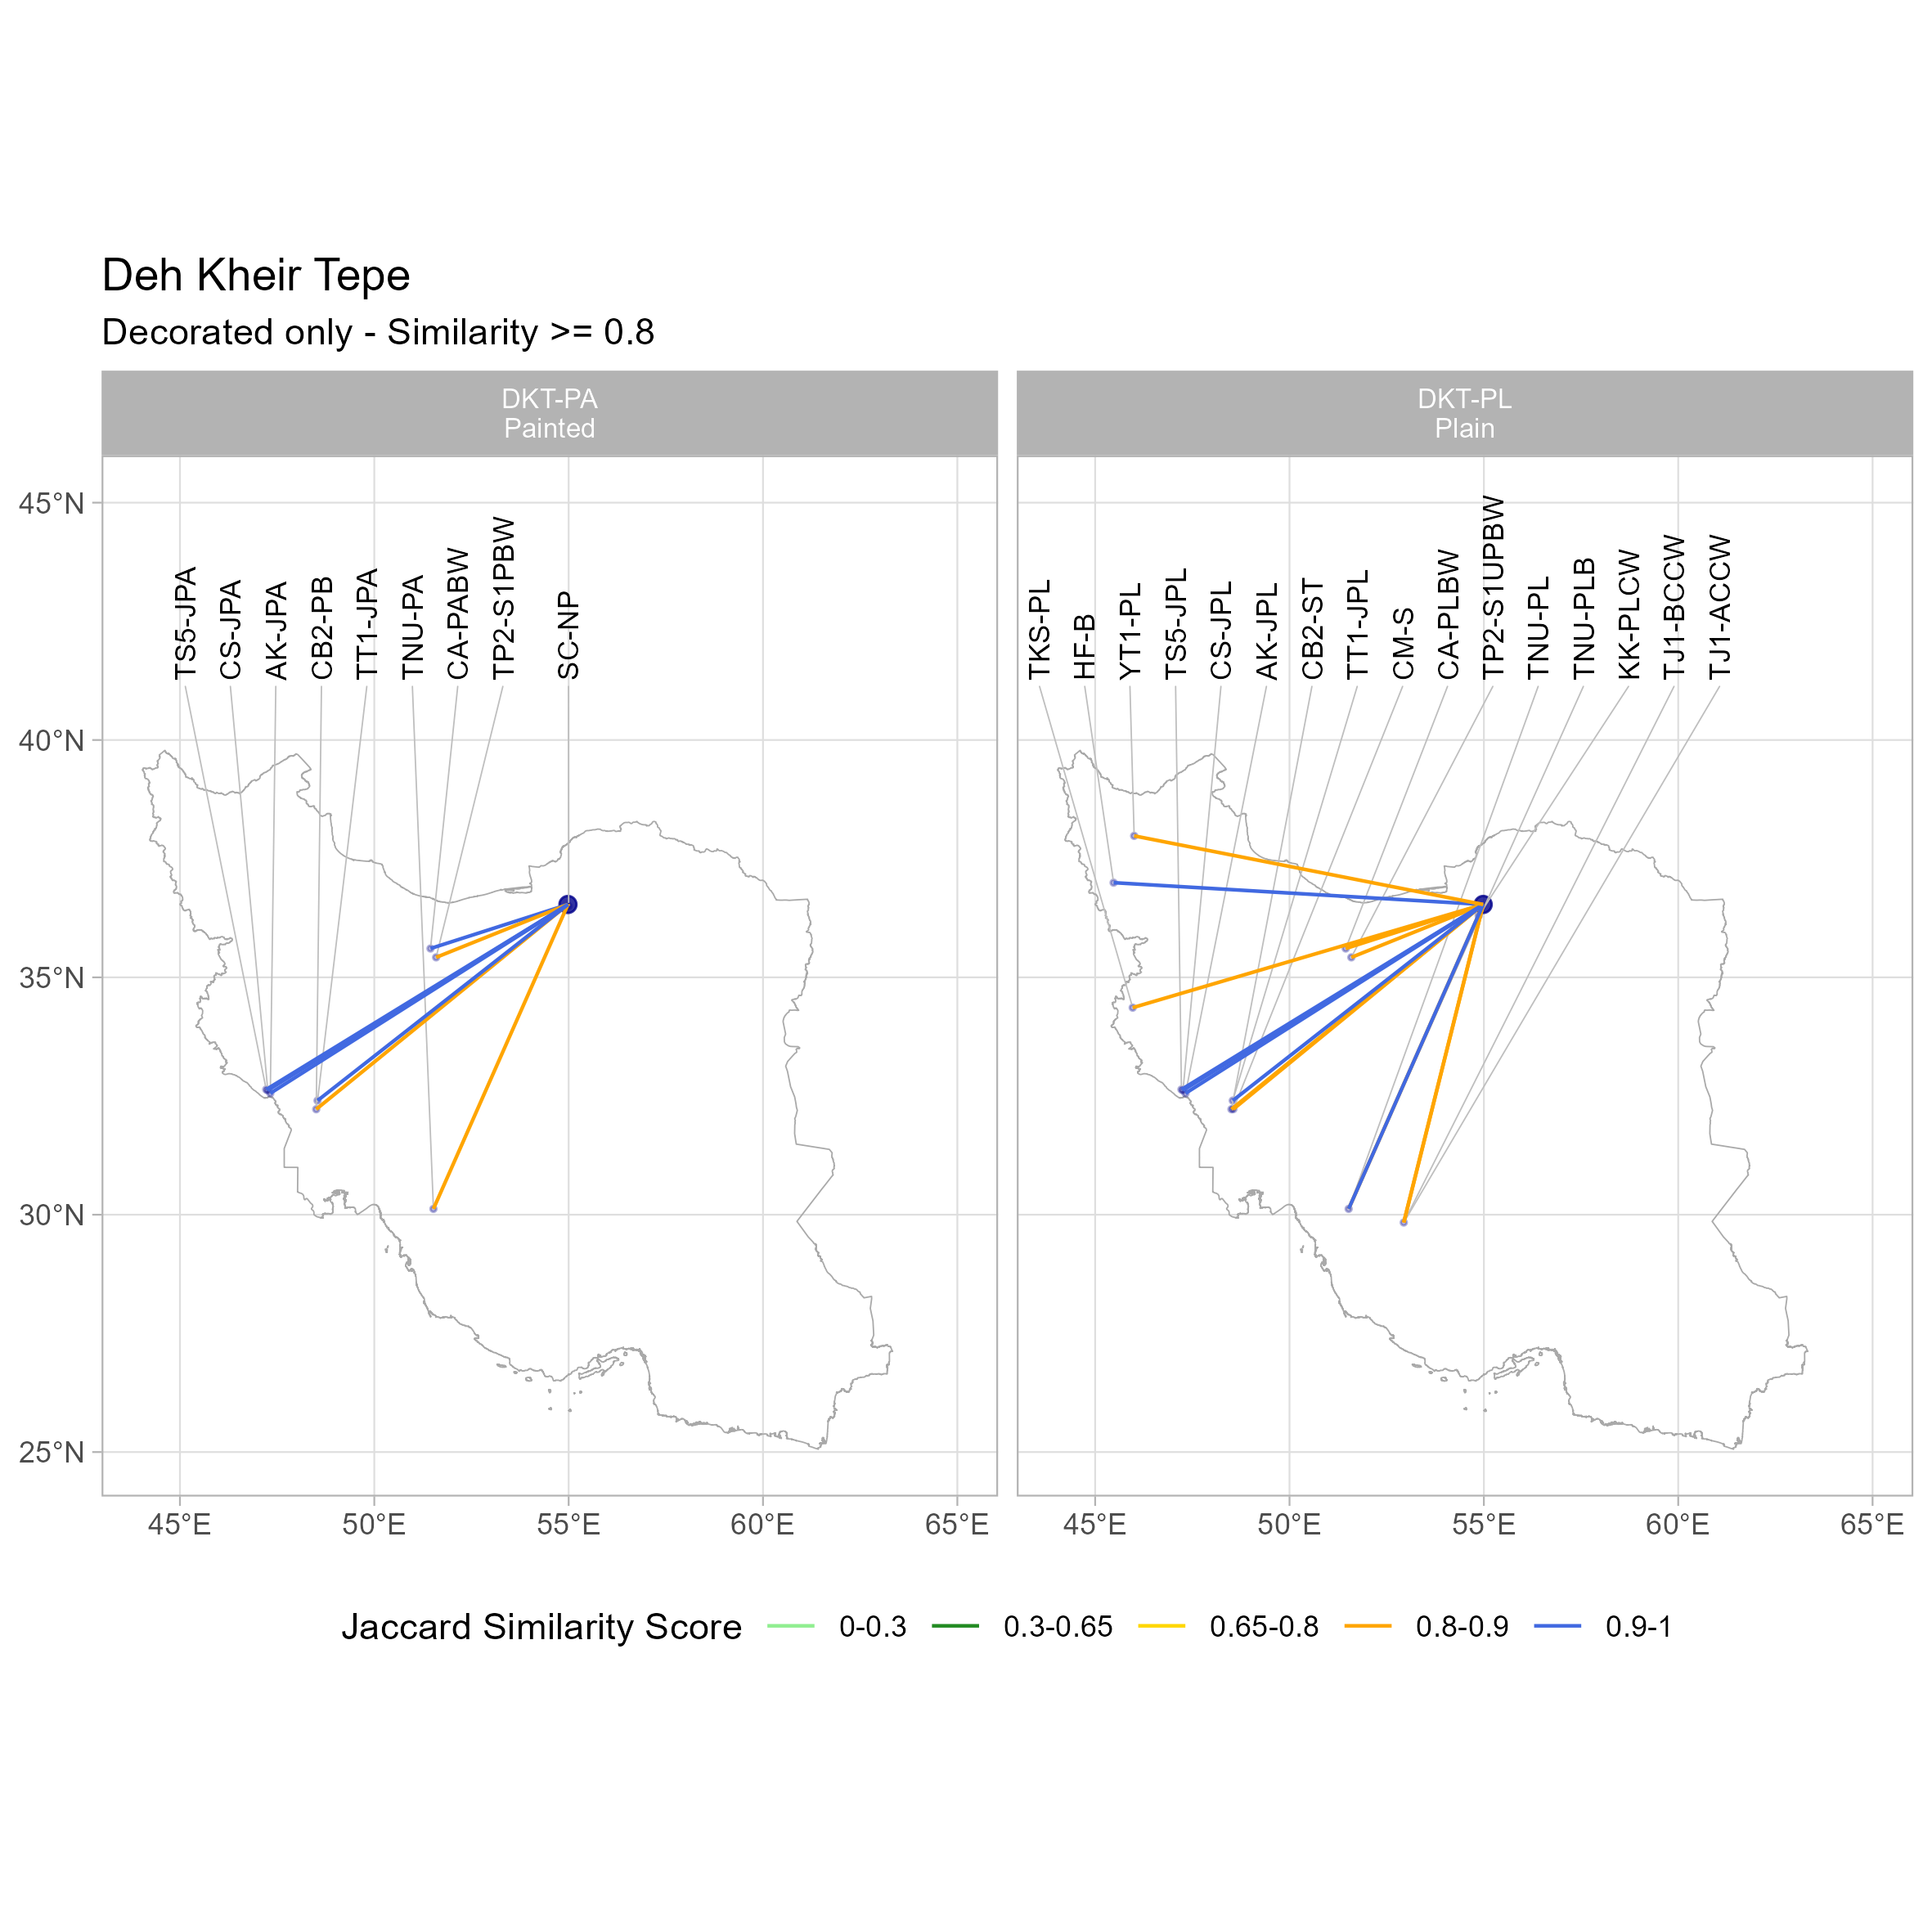 Deh Kheir Tepe
Decorated only - Similarity >= 0.8
DKT-PA
Painted
DKT-PL
Plain
45°N
40°N
35°N
30°N
25°N
TS5-JPA
CS-JPA
AK-JPA
CB2-PB
TT1-JPA
TNU-PA
CA-PABW
TP2-S1PBW
SC-NP
TKS-PL
HF-B
YT1-PL
TS5-JPL
CS-JPL
AK-JPL
CB2-ST
TT1-JPL
CM-S
CA-PLBW
TP2-S1UPBW
TNU-PL
TNU-PLB
KK-PLCW
TJ1-BCCW
TJ1-ACCW
45°E 50°E 55°E 60°E 65°E
45°E 50°E 55°E 60°E 65°E
Jaccard Similarity Score 0-0.3 0.3-0.65 0.65-0.8 0.8-0.9 0.9-1